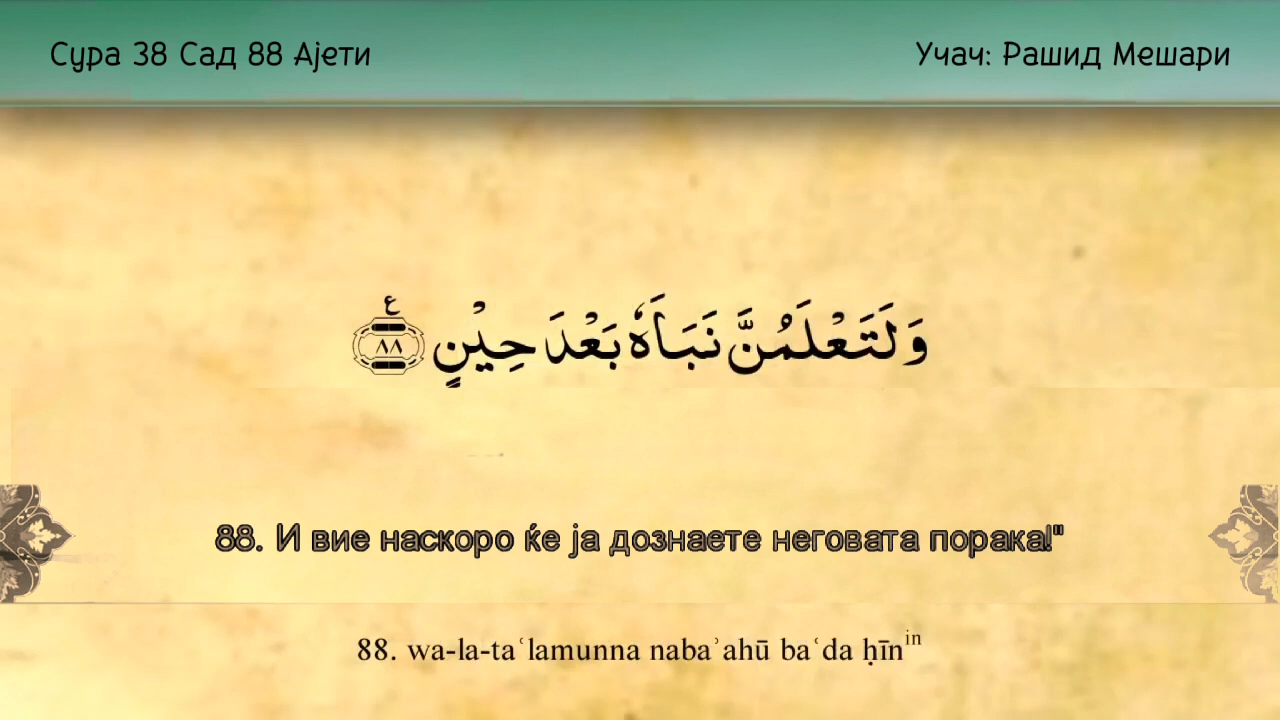 Сура 38 Сад 88 Ајети
Учач: Рашид Мешари
وَلَتَعْلَمُنَّ نَبَاَهٗ بَعْدَ حِيْنٍ ع ٨٨
88. И вие наскоро ќе ја дознаете неговата порака!"
88. wa-la-taʿlamunna nabaʾahū baʿda ḥīnⁱⁿ